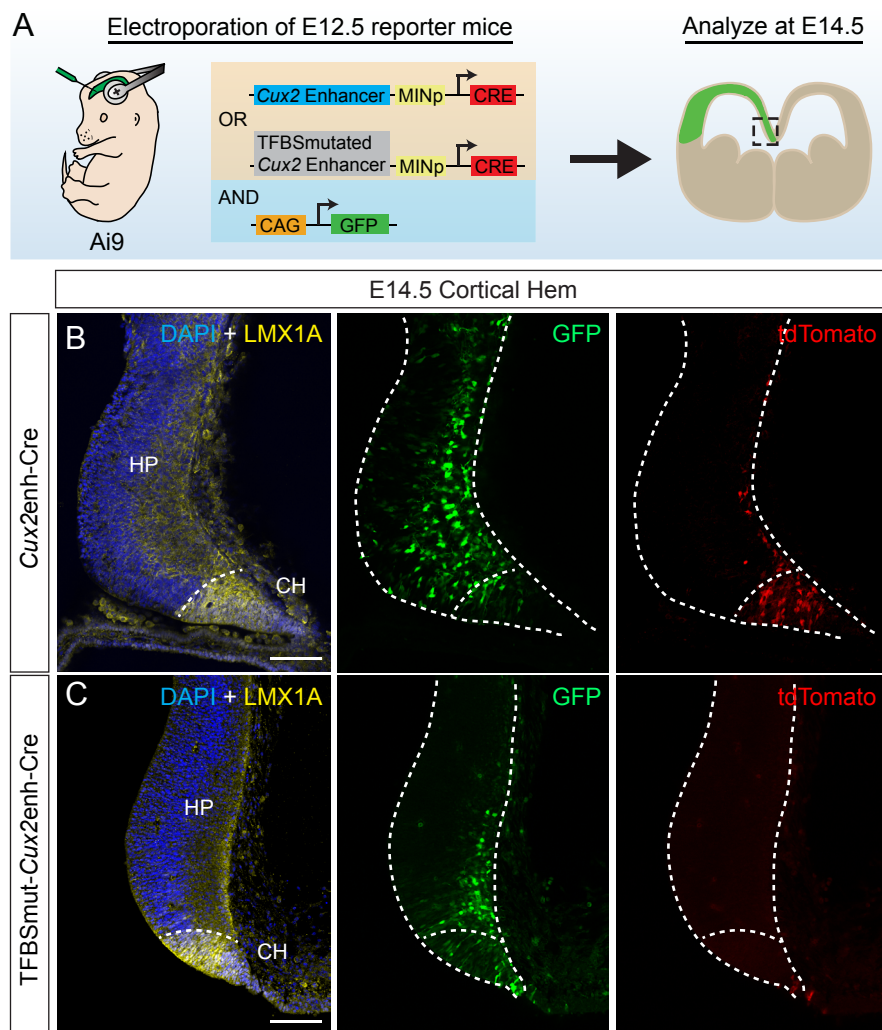 A
Electroporation of E12.5 reporter mice
Analyze at E14.5
Cux2 Enhancer
MINp
CRE
OR
TFBSmutated
Cux2 Enhancer
MINp
CRE
AND
CAG
GFP
Ai9
E14.5 Cortical Hem
Cux2enh-Cre
B
DAPI + LMX1A
HP
CH
GFP
tdTomato
TFBSmut-Cux2enh-Cre
C
DAPI + LMX1A
HP
CH
GFP
tdTomato